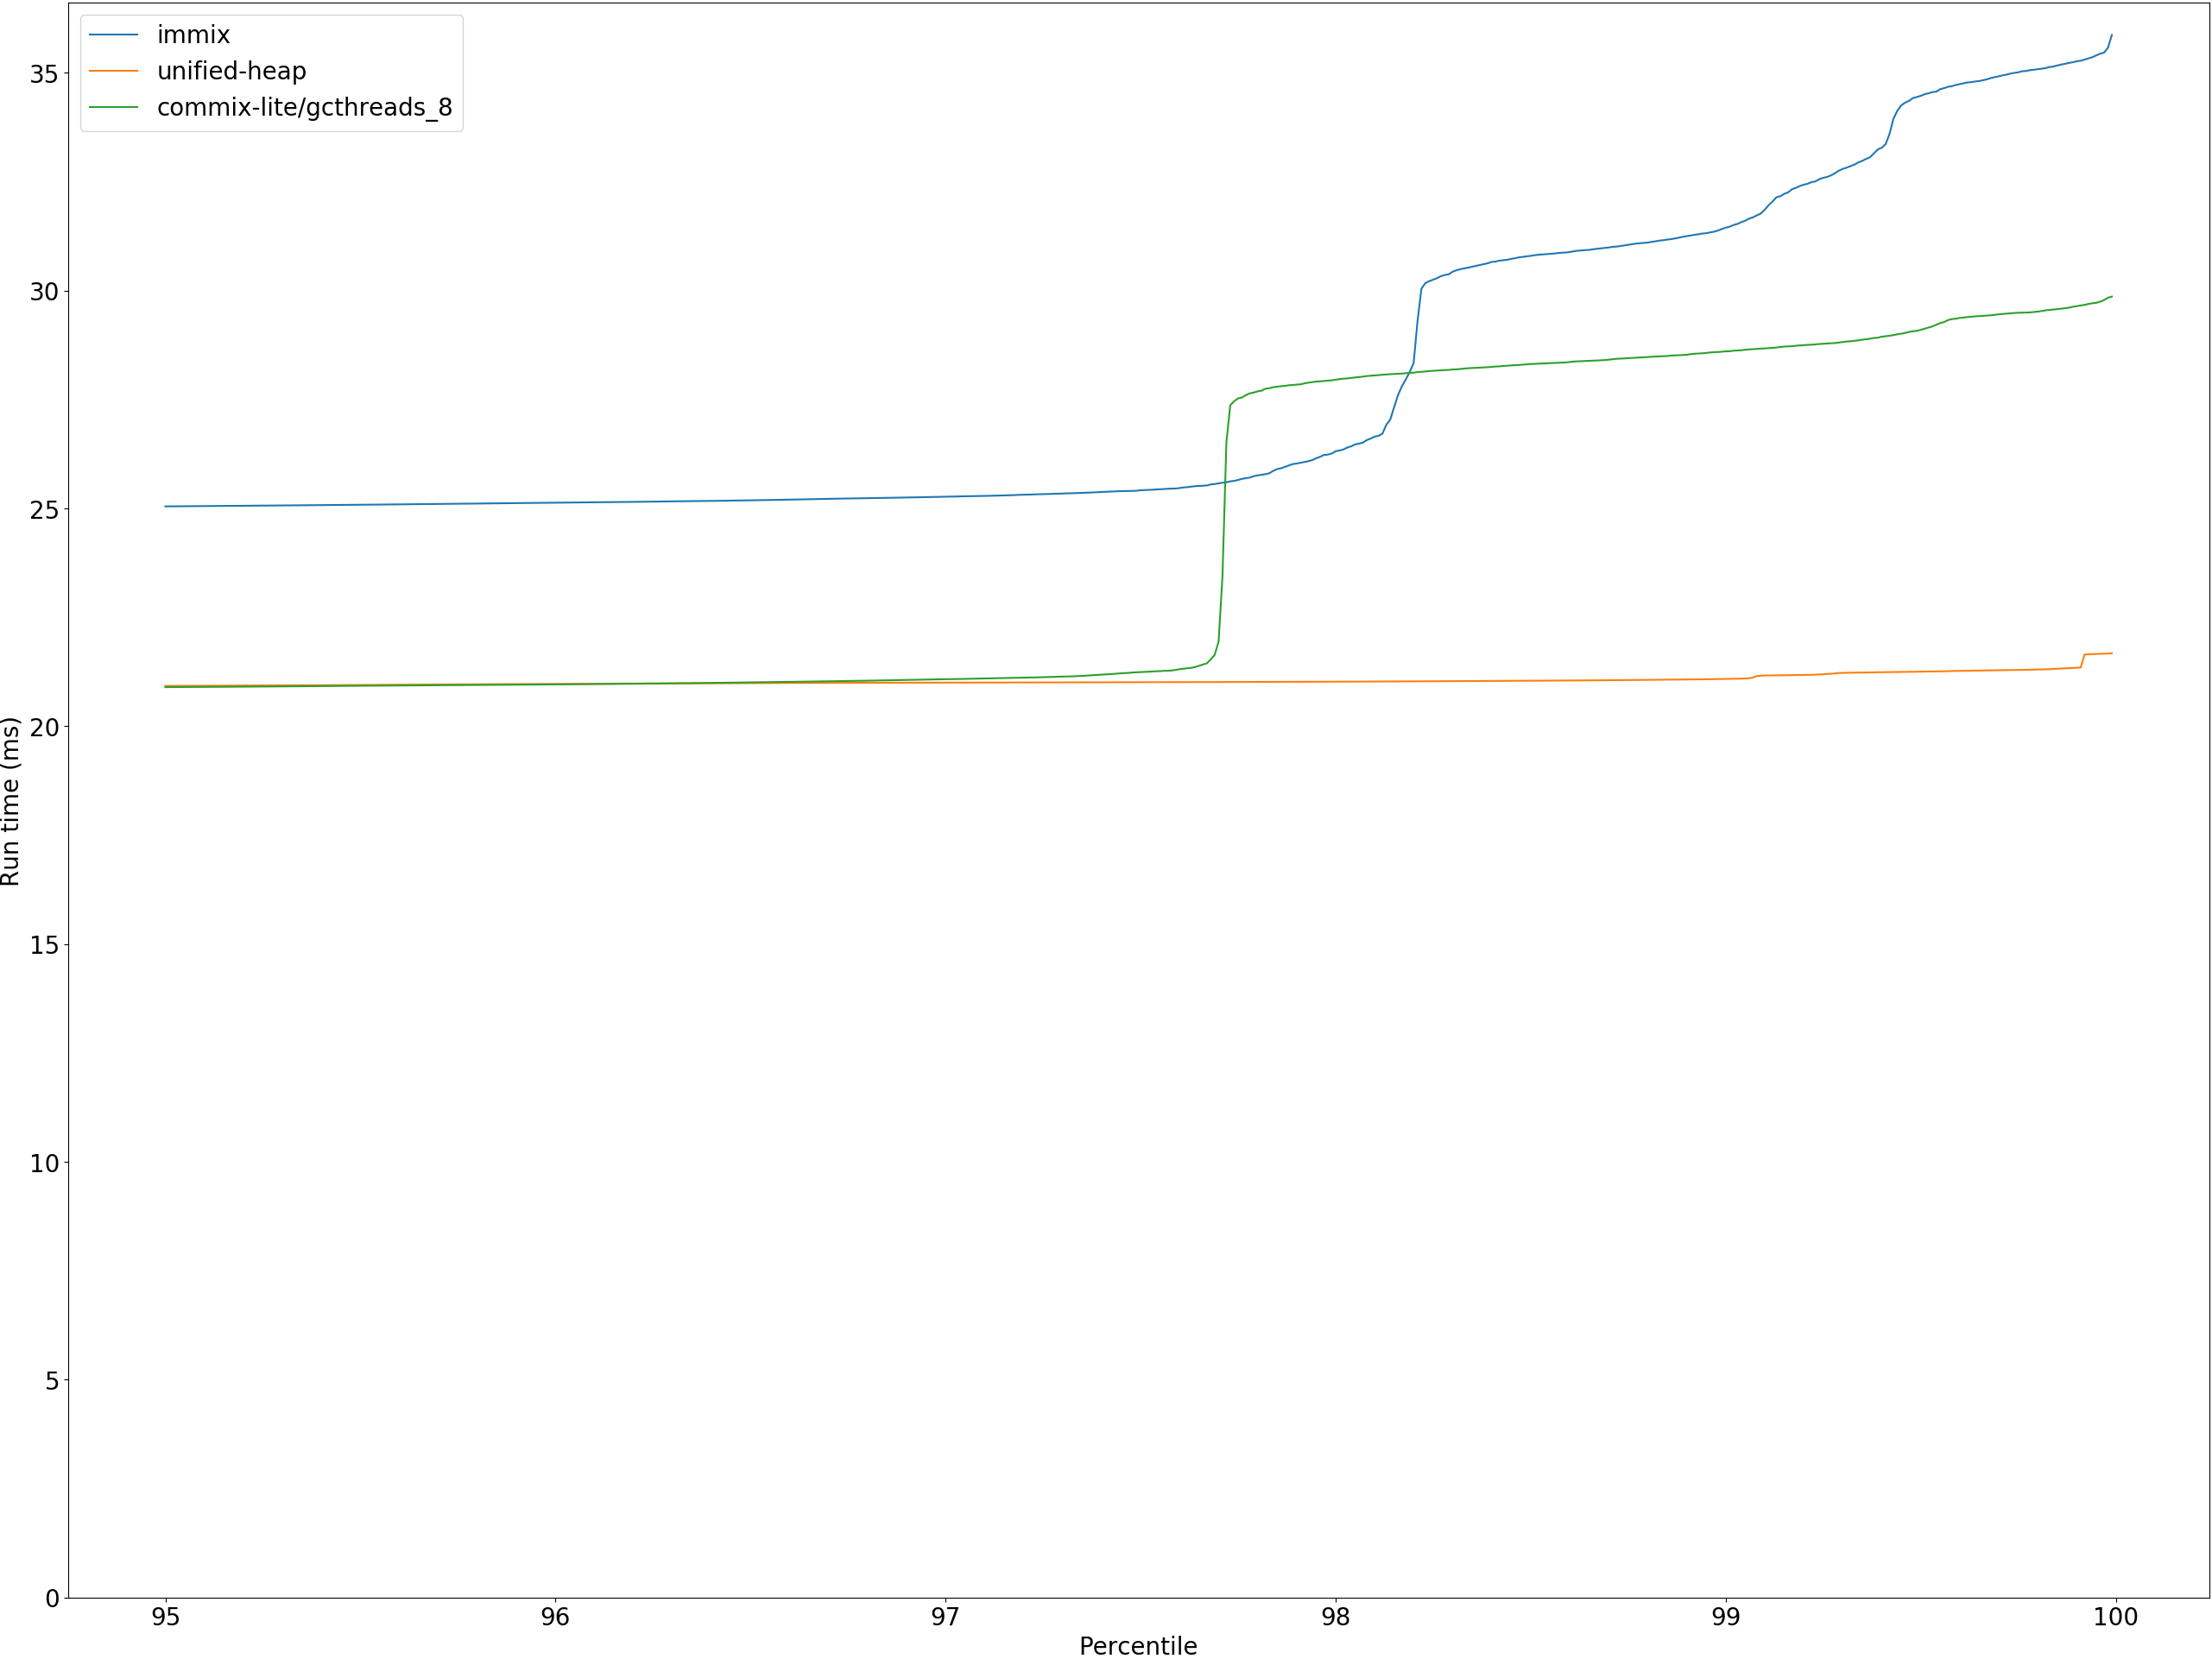 immix
unified-heap
commix-lite/gcthreads_8
35
30
25
20
15
10
5
0
Run time (ms)
95 96 97 98 99 100
Percentile